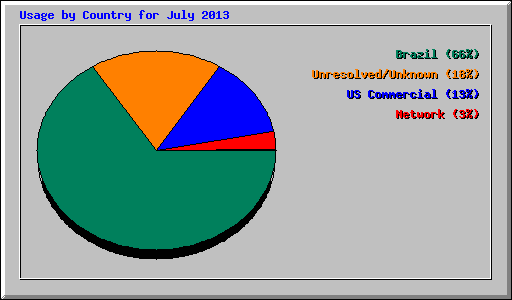 Usage by Country for July 2013
Brazil (66%)
Unresolved/Unknown (18%)
US Commercial (13%)
Network (3%)